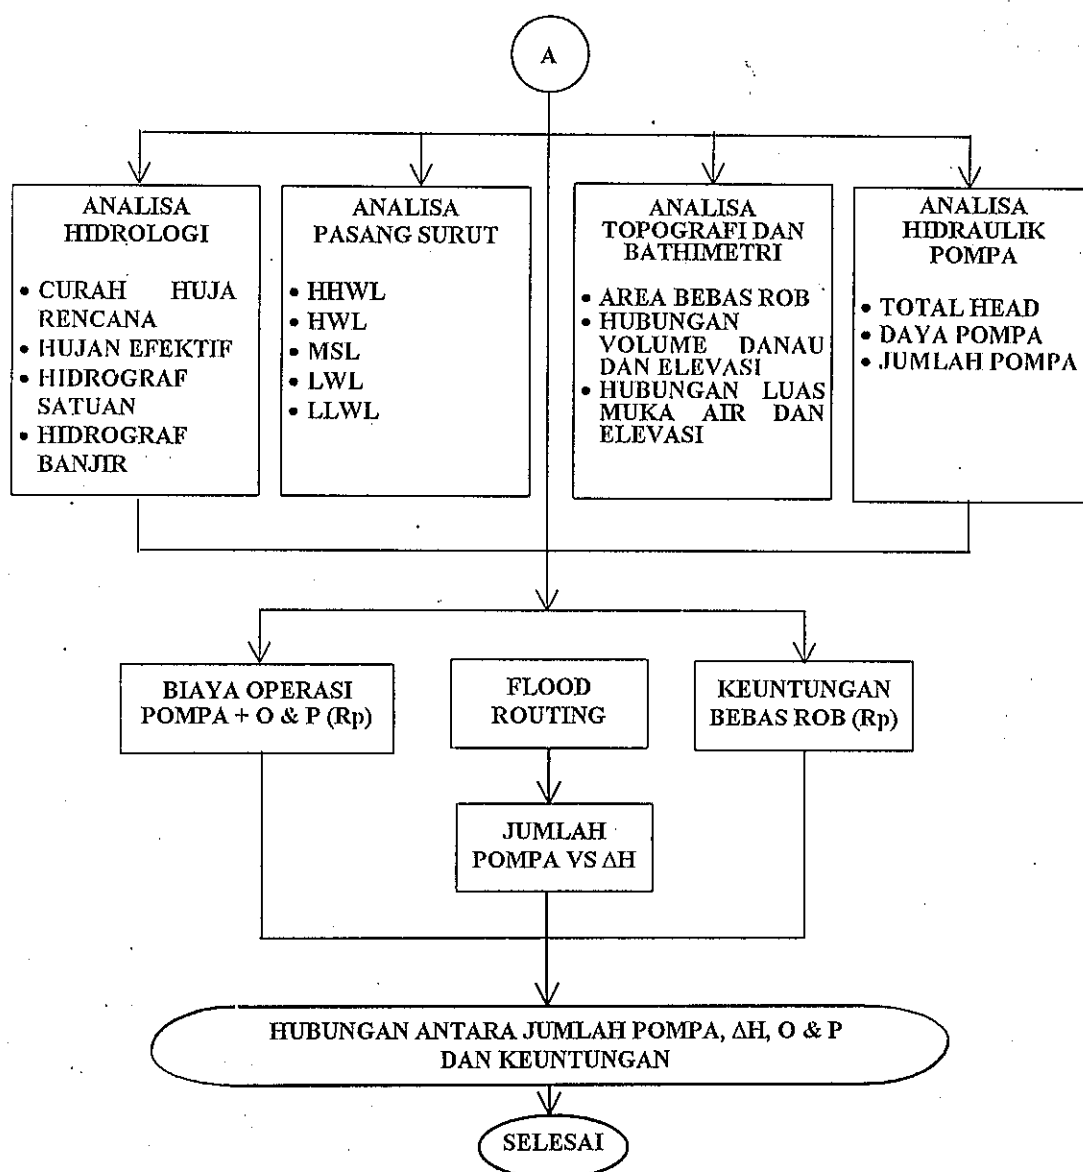 A
ANALISA
HIDROLOGI
• CURAH HUJA
RENCANA
• HUJAN EFEKTIF
• HIDROGRAF
SATUAN
• HIDROGRAF
BANJIR
ANALISA
PASANG SURUT
• HHWL
• HWL
• MSL
• LWL
• LLWL
ANALISA
TOPOGRAFI DAN
BATHIMETRI
• AREA BEBAS ROB
• HUBUNGAN
VOLUME DANAU
DAN ELEVASI
• HUBUNGAN LUAS
MUKA AIR DAN
ELEVASI
ANALISA
HIDRAULIK
POMPA
• TOTAL HEAD
• DAYA POMPA
• JUMLAH POMPA
BIAYA OPERASI
POMPA + O & P (Rp)
FLOOD
ROUTING
KEUNTUNGAN
BEBAS ROB (Rp)
JUMLAH
POMPA VS ΔH
HUBUNGAN ANTARA JUMLAH POMPA, ΔH, O & P
DAN KEUNTUNGAN
SELESAI